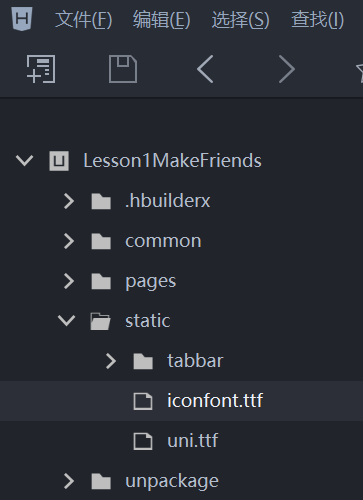 文件(F) 编辑(E) 选择(S) 查找(I)
Lesson1MakeFriends
.hbuilderx
common
pages
static
tabbar
iconfont.ttf
uni.ttf
unpackage